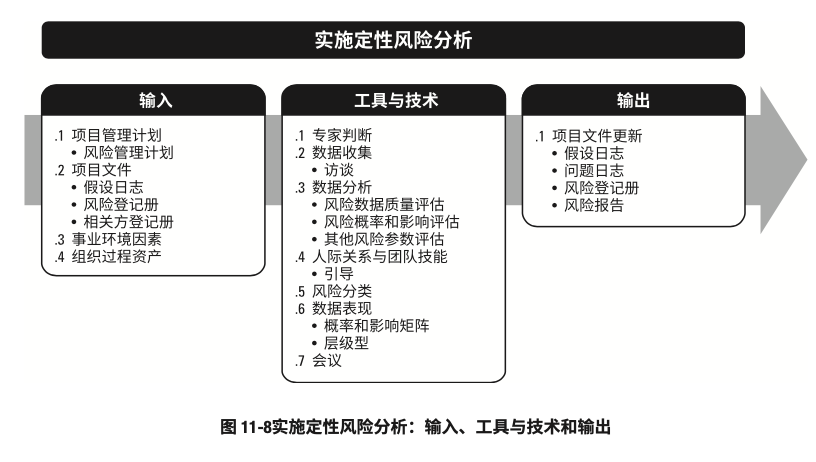 实施定性风险分析
输入
.1 项目管理计划
• 风险管理计划
.2 项目文件
• 假设日志
• 风险登记册
• 相关方登记册
.3 事业环境因素
.4 组织过程资产
工具与技术
.1 专家判断
.2 数据收集
• 访谈
.3 数据分析
• 风险数据质量评估
• 风险概率和影响评估
• 其他风险参数评估
.4 人际关系与团队技能
• 引导
.5 风险分类
.6 数据表现
• 概率和影响矩阵
• 层级型
.7 会议
输出
.1 项目文件更新
• 假设日志
• 问题日志
• 风险登记册
• 风险报告
图 11-8实施定性风险分析：输入、工具与技术和输出